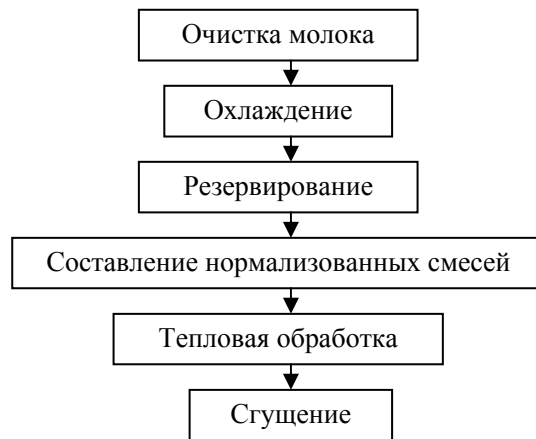 Очистка молока
Охлаждение
Резервирование
Составление нормализованных смесей
Тепловая обработка
Сгущение